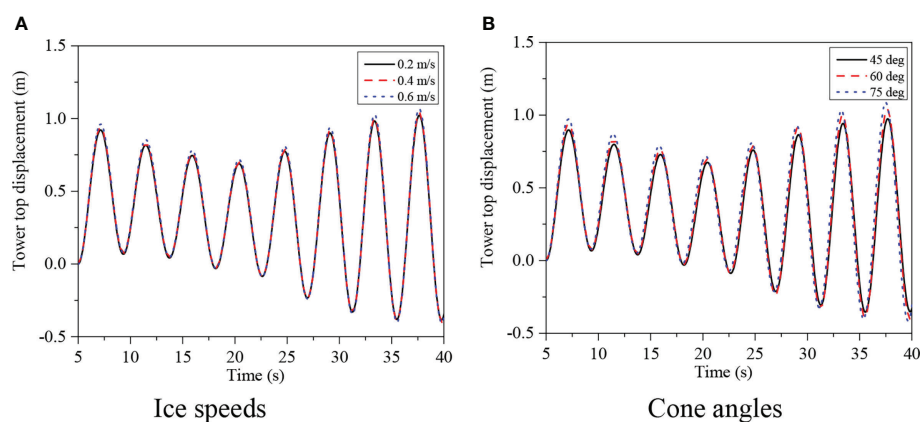 A
1.5
1.0
0.5
0.0
-0.5
Tower top displacement (m)
0.2 m/s
0.4 m/s
0.6 m/s
5 10 15 20 25 30 35 40
Time (s)
Ice speeds
B
1.5
1.0
0.5
0.0
-0.5
Tower top displacement (m)
45 deg
60 deg
75 deg
5 10 15 20 25 30 35 40
Time (s)
Cone angles